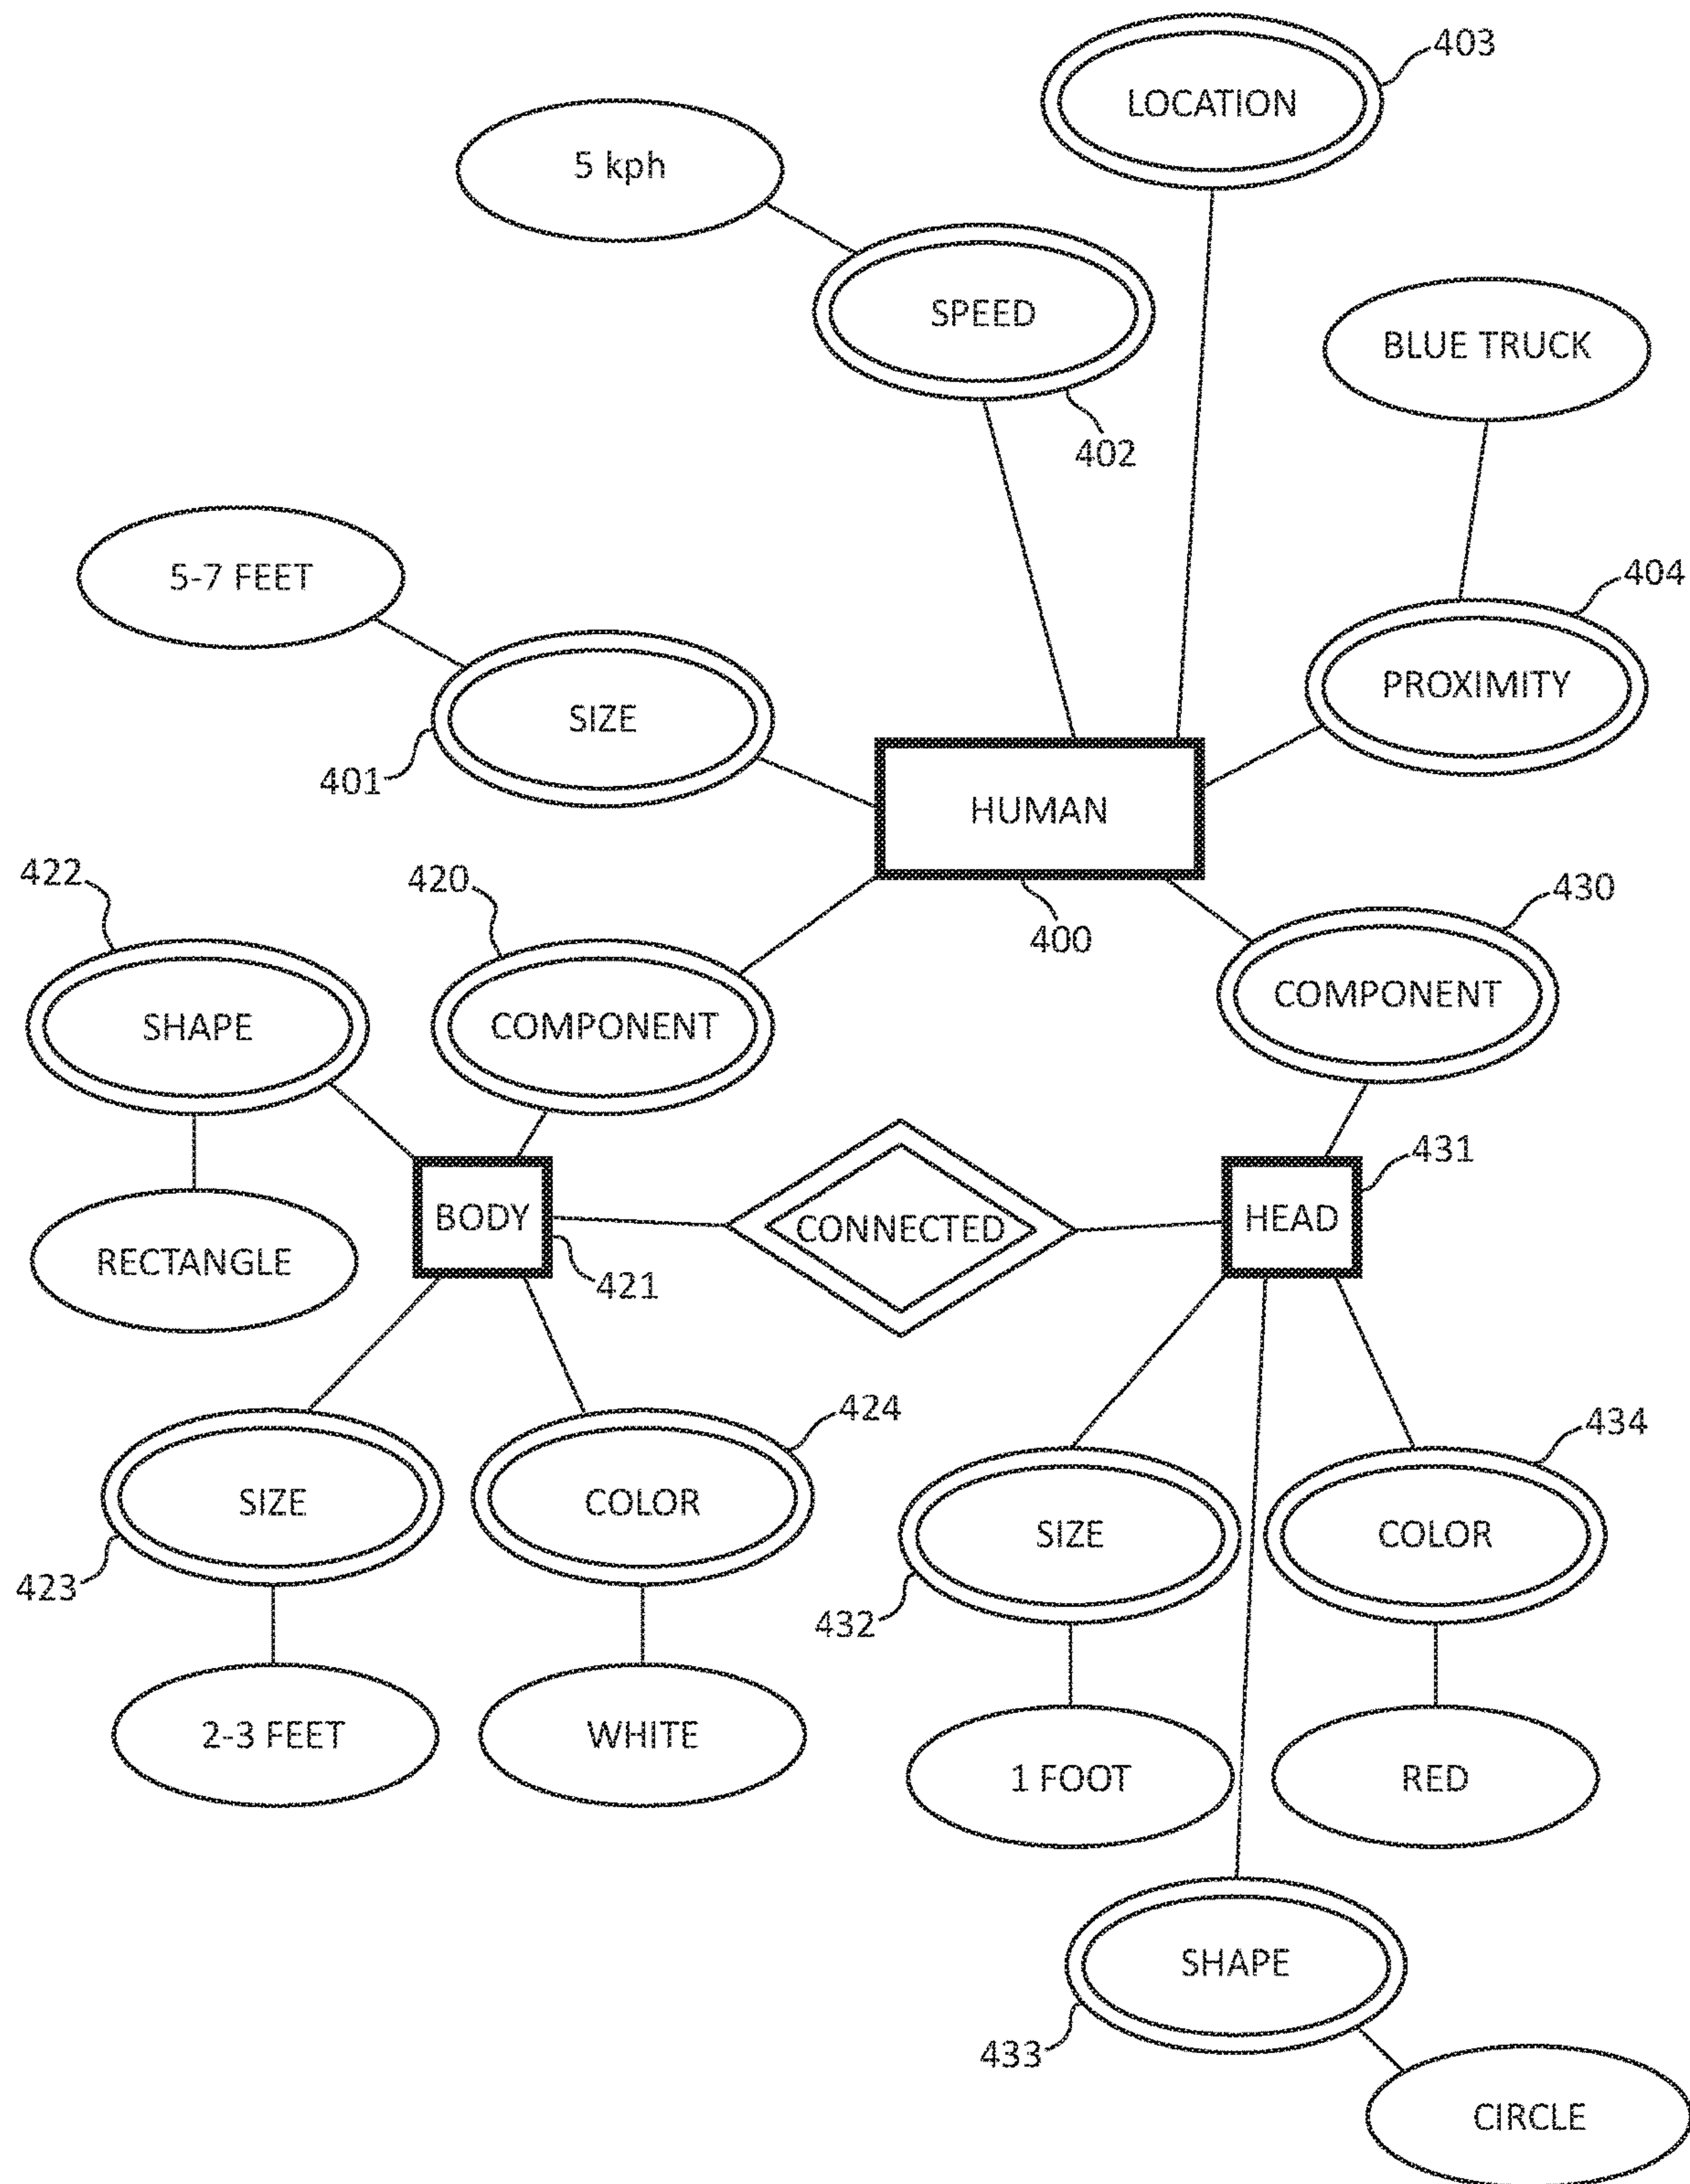 403
LOCATION
5 kph
SPEED
BLUE TRUCK
402
5-7 FEET
404
PROXIMITY
SIZE
401
HUMAN
422
420
430
400
COMPONENT
SHAPE
COMPONENT
431
BODY
CONNECTED
HEAD
RECTANGLE
421
424
434
SIZE
COLOR
SIZE
COLOR
423
432
2-3 FEET
WHITE
1 FOOT
RED
SHAPE
433
CIRCLE